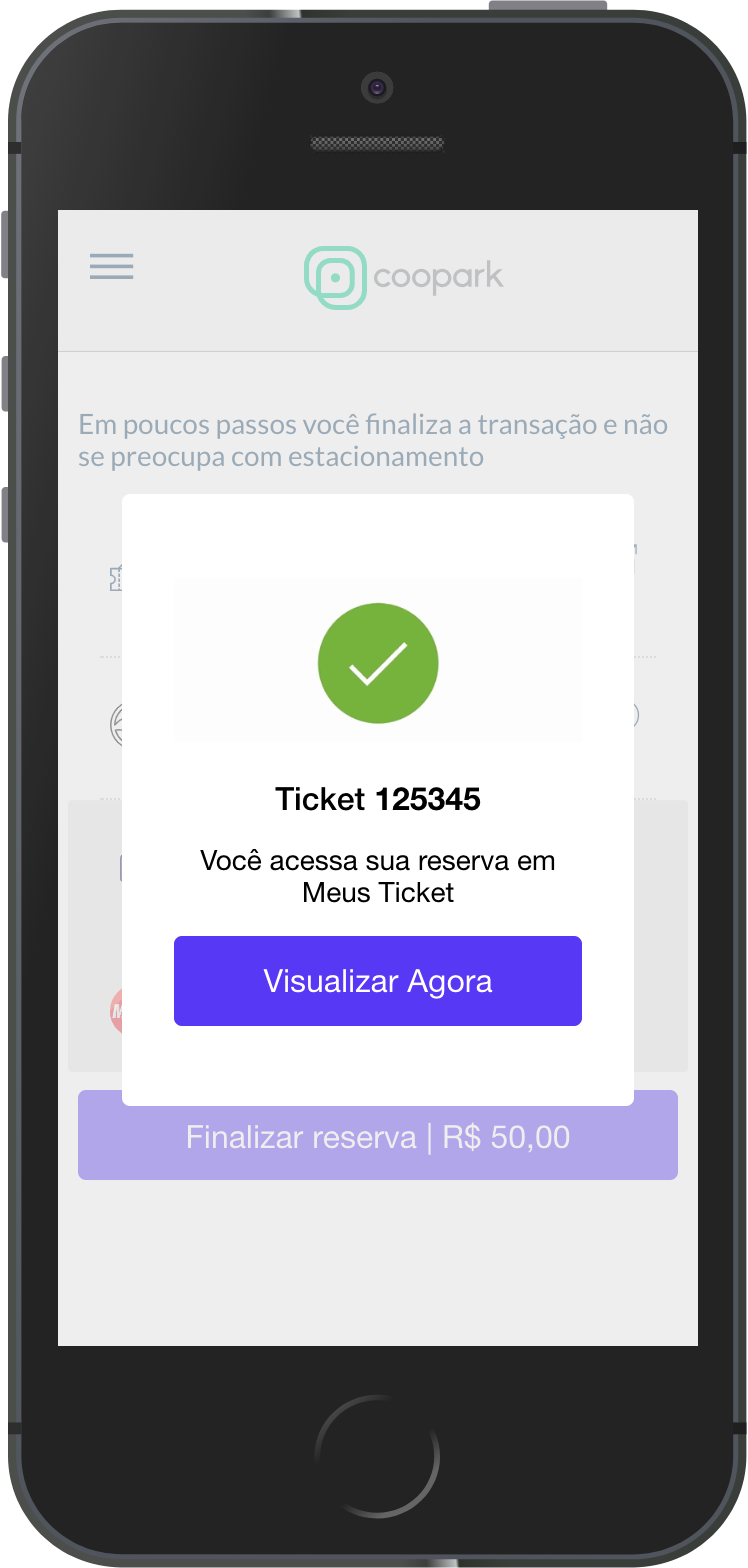 coopark
Em poucos passos você finaliza a transação e não
se preocupa com estacionamento
Ticket 125345
Você acessa sua reserva em
Meus Ticket
Visualizar Agora
Finalizar reserva | R$ 50,00